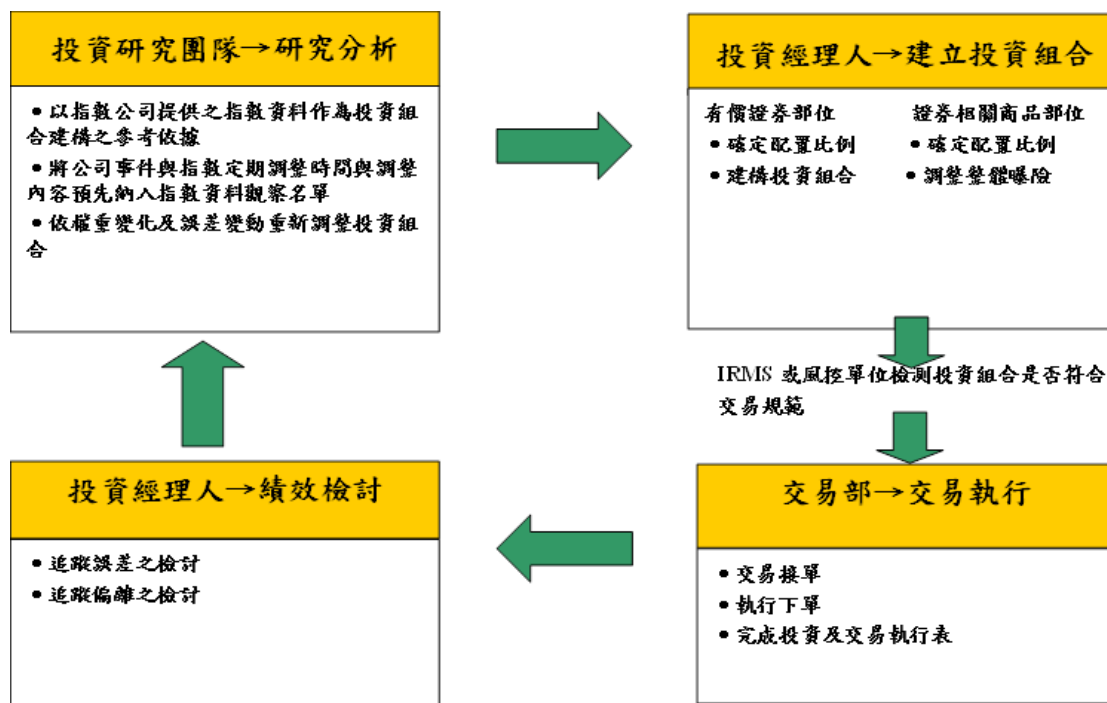 投資研究團隊→研究分析
• 以指數公司提供之指數資料作為投資組
合建構之參考依據
• 將公司事件與指數定期調整時間與調整
內容預先納入指數資料觀察名單
• 依權重變化及誤差變動重新調整投資組
合
投資經理人→建立投資組合
有價證券部位
• 確定配置比例
• 建構投資組合
證券相關商品部位
• 確定配置比例
• 調整整體曝險
IRMS 或風控單位檢測投資組合是否符合
交易規範
交易部→交易執行
• 交易接單
• 執行下單
• 完成投資及交易執行表
投資經理人→績效檢討
• 追蹤誤差之檢討
• 追蹤偏離之檢討